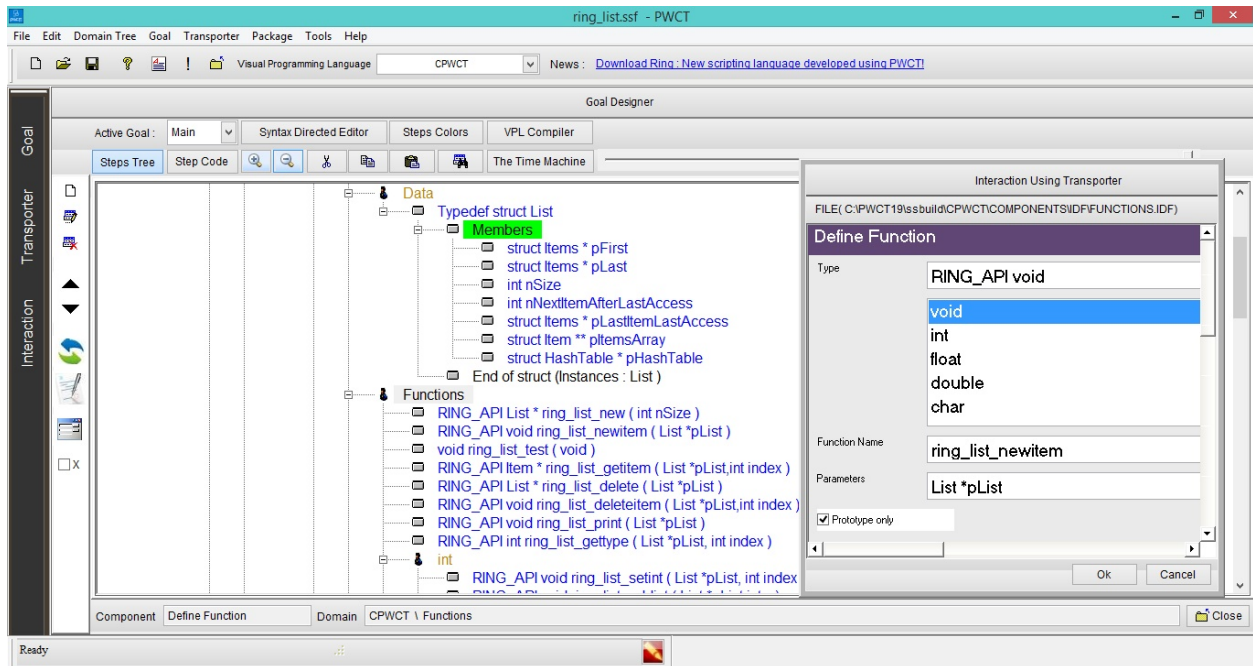 ring_list.ssf - PWCT
File Edit Domain Tree Goal Transporter Package Tools Help
Visual Programming Language CPWCT News : Download Ring : New scripting language developed using PWCT!
Goal Designer
Goal
Transporter
Interaction
Active Goal : Main Syntax Directed Editor Steps Colors VPL Compiler
Steps Tree Step Code The Time Machine
X
Data
Typedef struct List
Members
struct Items * pFirst
struct Items * pLast
int nSize
int nNextItemAfterLastAccess
struct Items * pLastItemLastAccess
struct Item ** pItemsArray
struct HashTable * pHashTable
End of struct (Instances : List )
Functions
RING_API List * ring_list_new ( int nSize )
RING_API void ring_list_newitem ( List *pList )
void ring_list_test ( void )
RING_API Item * ring_list_getitem ( List *pList,int index )
RING_API List * ring_list_delete ( List *pList )
RING_API void ring_list_deleteitem ( List *pList,int index )
RING_API void ring_list_print ( List *pList )
RING_API int ring_list_gettype ( List *pList, int index )
int
RING_API void ring_list_setint ( List *pList, int index
Interaction Using Transporter
FILE( C:\PWCT19\ssbuild\CPWCT\COMPONENTS\IDF\FUNCTIONS.IDF)
Define Function
Type RING_API void
void
int
float
double
char
Function Name ring_list_newitem
Parameters List *pList
Prototype only
Ok Cancel
Component Define Function Domain CPWCT \ Functions Close
Ready